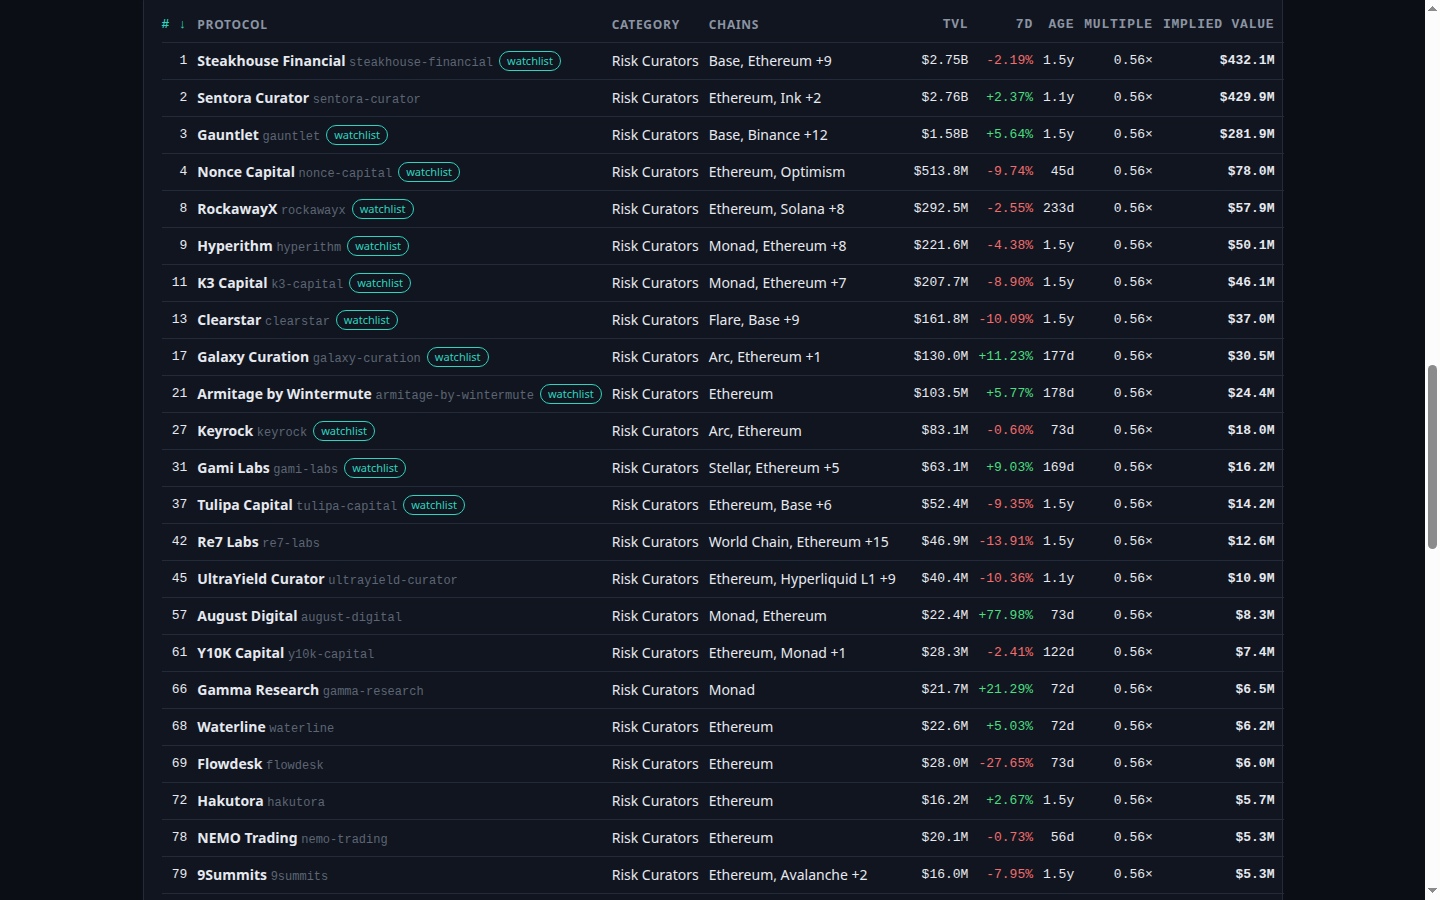 # ↓ PROTOCOL CATEGORY CHAINS TVL 7D AGE MULTIPLE IMPLIED VALUE
1 Steakhouse Financial steakhouse-financial watchlist Risk Curators Base, Ethereum +9 $2.75B -2.19% 1.5y 0.56× $432.1M
2 Sentora Curator sentora-curator Risk Curators Ethereum, Ink +2 $2.76B +2.37% 1.1y 0.56× $429.9M
3 Gauntlet gauntlet watchlist Risk Curators Base, Binance +12 $1.58B +5.64% 1.5y 0.56× $281.9M
4 Nonce Capital nonce-capital watchlist Risk Curators Ethereum, Optimism $513.8M -9.74% 45d 0.56× $78.0M
8 RockawayX rockawayx watchlist Risk Curators Ethereum, Solana +8 $292.5M -2.55% 233d 0.56× $57.9M
9 Hyperithm hyperithm watchlist Risk Curators Monad, Ethereum +8 $221.6M -4.38% 1.5y 0.56× $50.1M
11 K3 Capital k3-capital watchlist Risk Curators Monad, Ethereum +7 $207.7M -8.90% 1.5y 0.56× $46.1M
13 Clearstar clearstar watchlist Risk Curators Flare, Base +9 $161.8M -10.09% 1.5y 0.56× $37.0M
17 Galaxy Curation galaxy-curation watchlist Risk Curators Arc, Ethereum +1 $130.0M +11.23% 177d 0.56× $30.5M
21 Armitage by Wintermute armitage-by-wintermute watchlist Risk Curators Ethereum $103.5M +5.77% 178d 0.56× $24.4M
27 Keyrock keyrock watchlist Risk Curators Arc, Ethereum $83.1M -0.60% 73d 0.56× $18.0M
31 Gami Labs gami-labs watchlist Risk Curators Stellar, Ethereum +5 $63.1M +9.03% 169d 0.56× $16.2M
37 Tulipa Capital tulipa-capital watchlist Risk Curators Ethereum, Base +6 $52.4M -9.35% 1.5y 0.56× $14.2M
42 Re7 Labs re7-labs Risk Curators World Chain, Ethereum +15 $46.9M -13.91% 1.5y 0.56× $12.6M
45 UltraYield Curator ultrayield-curator Risk Curators Ethereum, Hyperliquid L1 +9 $40.4M -10.36% 1.1y 0.56× $10.9M
57 August Digital august-digital Risk Curators Monad, Ethereum $22.4M +77.98% 73d 0.56× $8.3M
61 Y10K Capital y10k-capital Risk Curators Ethereum, Monad +1 $28.3M -2.41% 122d 0.56× $7.4M
66 Gamma Research gamma-research Risk Curators Monad $21.7M +21.29% 72d 0.56× $6.5M
68 Waterline waterline Risk Curators Ethereum $22.6M +5.03% 72d 0.56× $6.2M
69 Flowdesk flowdesk Risk Curators Ethereum $28.0M -27.65% 73d 0.56× $6.0M
72 Hakutora hakutora Risk Curators Ethereum $16.2M +2.67% 1.5y 0.56× $5.7M
78 NEMO Trading nemo-trading Risk Curators Ethereum $20.1M -0.73% 56d 0.56× $5.3M
79 9Summits 9summits Risk Curators Ethereum, Avalanche +2 $16.0M -7.95% 1.5y 0.56× $5.3M